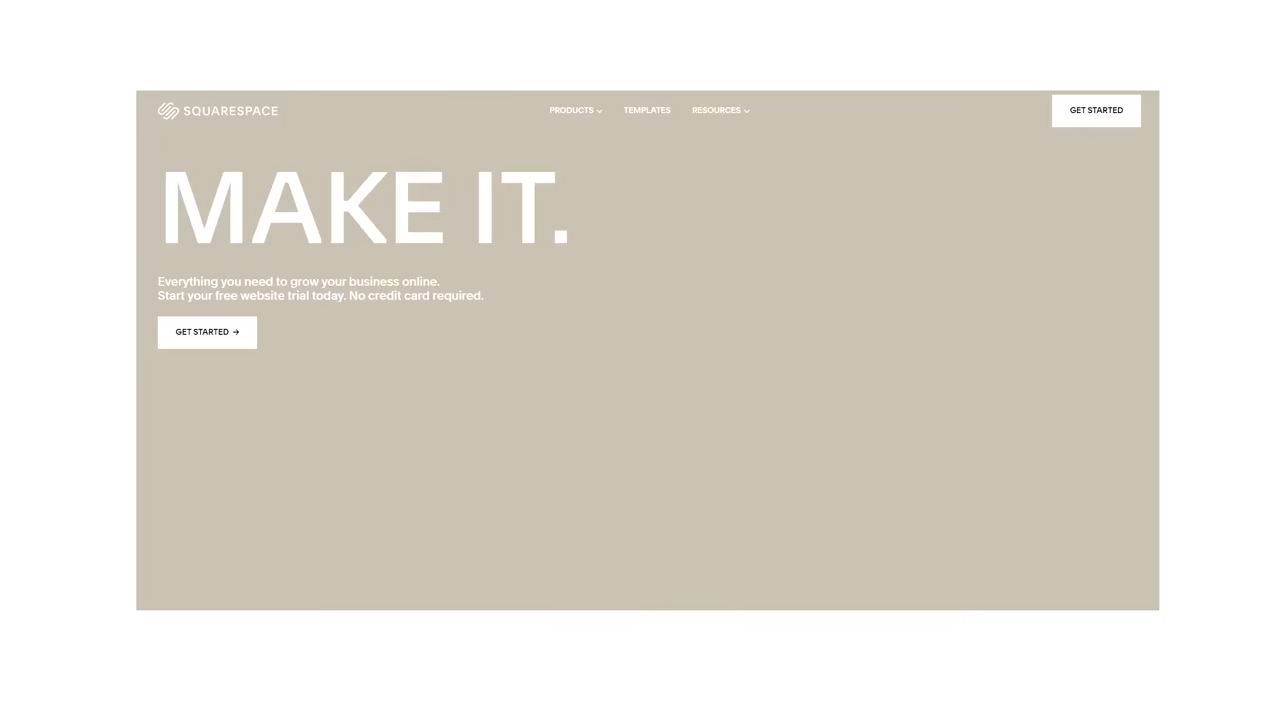 SQUARESPACE
PRODUCTS
TEMPLATES
RESOURCES
GET STARTED
MAKE IT.
Everything you need to grow your business online.
Start your free website trial today. No credit card required.
GET STARTED →